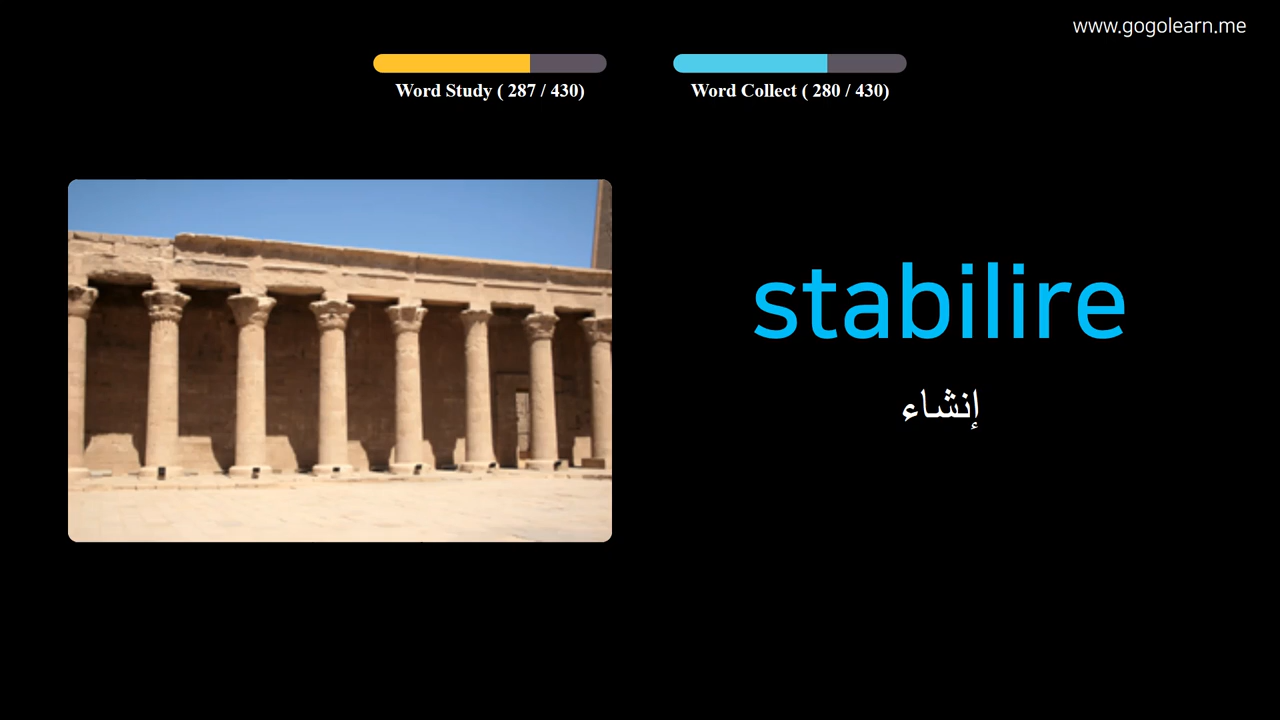 www.gogolearn.me
Word Study ( 287 / 430)
Word Collect ( 280 / 430)
stabilire
إنشاء